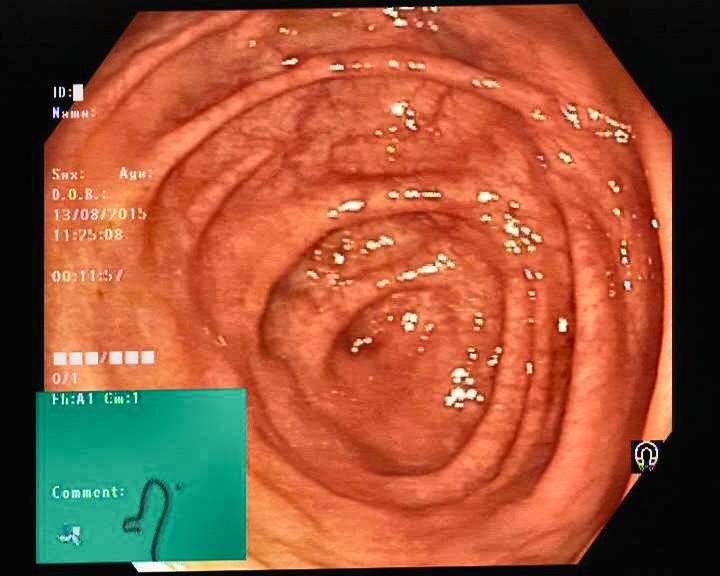 ID:
Name:
Sex: Age:
D.O.B.:
13/08/2015
11:25:08
00:11:57
/
0/1
Eh:A1 Cm:1
Comment: